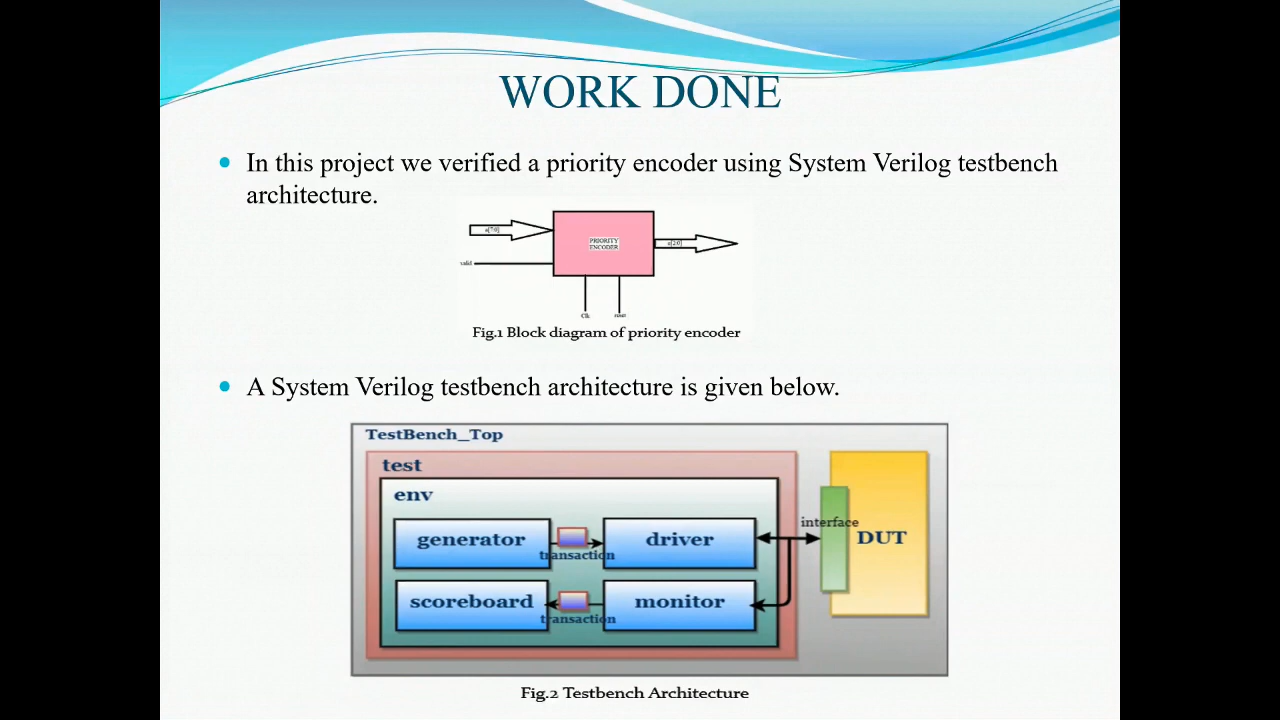 WORK DONE
In this project we verified a priority encoder using System Verilog testbench
architecture.
PRIORITY
ENCODER
valid
Clk
Fig.1 Block diagram of priority encoder
A System Verilog testbench architecture is given below.
TestBench_Top
test
env
generator
transaction
driver
interface
DUT
scoreboard
transaction
monitor
Fig.2 Testbench Architecture